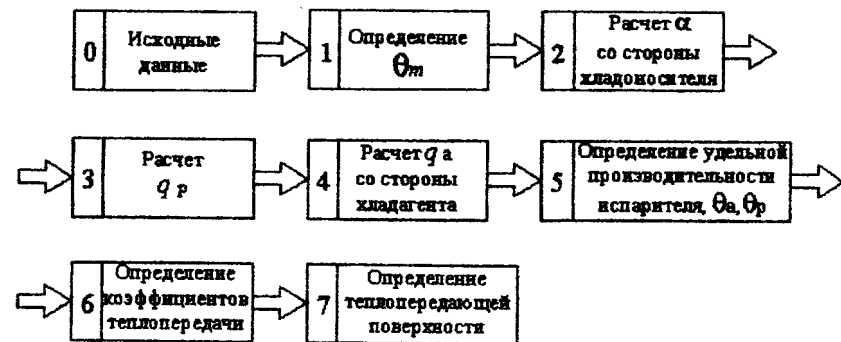 0
Исходные
данные
1
Определение
θm
2
Расчет α
со стороны
хладоносителя
3
Расчет
q р
4
Расчет q а
со стороны
хладагента
5
Определение удельной
производительности
испарителя, θа, θр
6
Определение
коэффициентов
теплопередачи
7
Определение
теплопередающей
поверхности